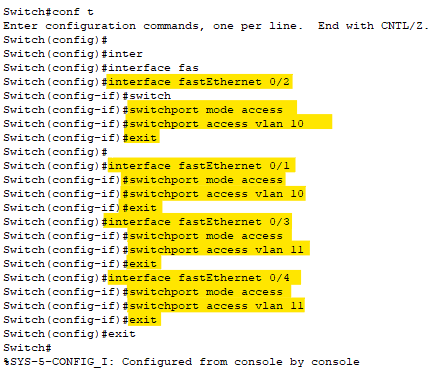 Switch#conf t
Enter configuration commands, one per line.  End with CNTL/Z.
Switch(config)#
Switch(config)#inter
Switch(config)#interface fas
Switch(config)#interface fastEthernet 0/2
Switch(config-if)#switch
Switch(config-if)#switchport mode access
Switch(config-if)#switchport access vlan 10
Switch(config-if)#exit
Switch(config)#
Switch(config)#interface fastEthernet 0/1
Switch(config-if)#switchport mode access
Switch(config-if)#switchport access vlan 10
Switch(config-if)#exit
Switch(config)#interface fastEthernet 0/3
Switch(config-if)#switchport mode access
Switch(config-if)#switchport access vlan 11
Switch(config-if)#exit
Switch(config)#interface fastEthernet 0/4
Switch(config-if)#switchport mode access
Switch(config-if)#switchport access vlan 11
Switch(config-if)#exit
Switch(config)#exit
Switch#
%SYS-5-CONFIG_I: Configured from console by console